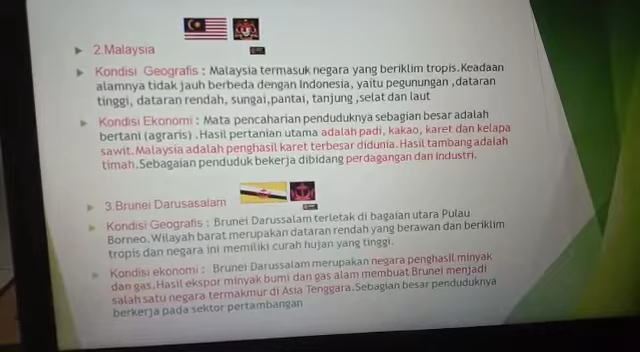 2.Malaysia
Kondisi Geografis : Malaysia termasuk negara yang beriklim tropis.Keadaan
alamnya tidak jauh berbeda dengan Indonesia, yaitu pegunungan ,dataran
tinggi, dataran rendah, sungai,pantai, tanjung ,selat dan laut
Kondisi Ekonomi : Mata pencaharian penduduknya sebagian besar adalah
bertani (agraris) .Hasil pertanian utama adalah padi, kakao, karet dan kelapa
sawit.Malaysia adalah penghasil karet terbesar didunia.Hasil tambang adalah
timah.Sebagaian penduduk bekerja dibidang perdagangan dan industri.
3.Brunei Darusasalam
Kondisi Geografis : Brunei Darussalam terletak di bagaian utara Pulau
Borneo.Wilayah barat merupakan dataran rendah yang berawan dan beriklim
tropis dan negara ini memiliki curah hujan yang tinggi.
Kondisi ekonomi : Brunei Darussalam merupakan negara penghasil minyak
dan gas.Hasil ekspor minyak bumi dan gas alam membuat Brunei menjadi
salah satu negara termakmur di Asia Tenggara.Sebagian besar penduduknya
berkerja pada sektor pertambangan